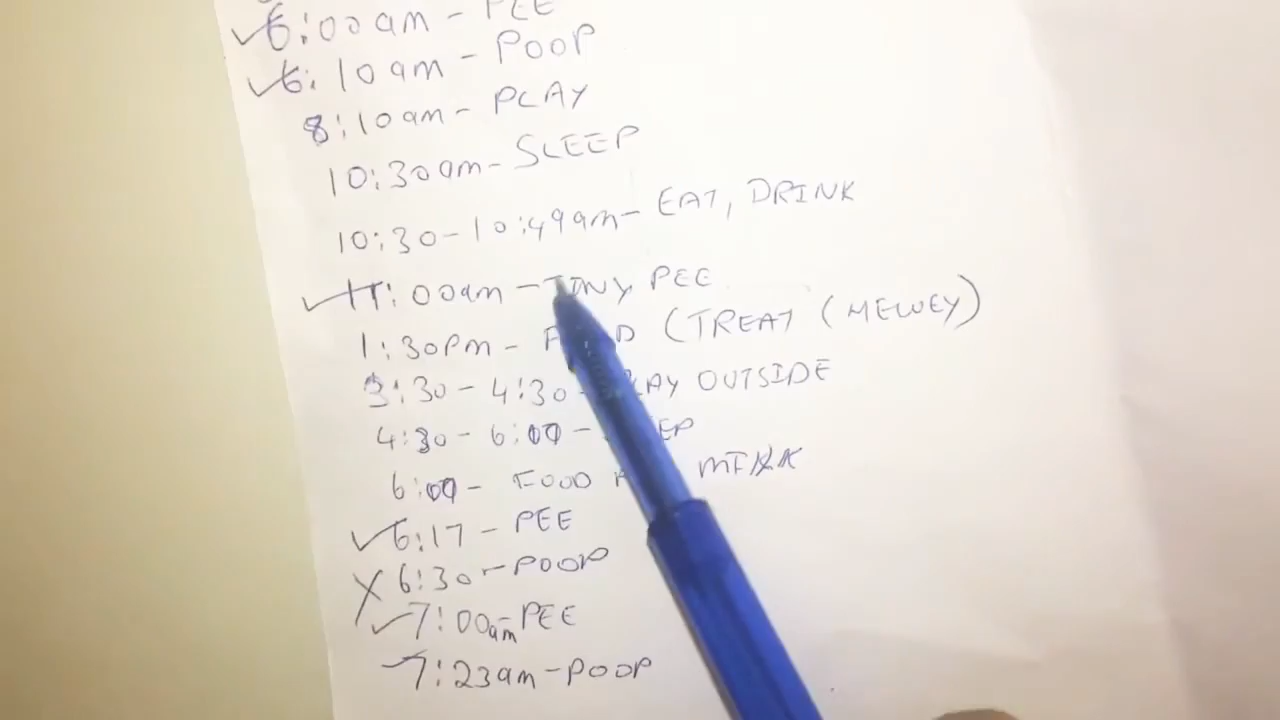 6:00am - PEE
6:10am - POOP
8:10am - PLAY
10:30am - SLEEP
10:30 - 10:49am - EAT, DRINK
11:00am - TINY PEE
1:30pm - (TREAT (MEWEY)
3:30 - 4:30 - OUTSIDE
4:30 - 6:00 -
6:00 - FOOD
6:17 - PEE
6:30 - POOP
7:00am - PEE
7:23am - POOP